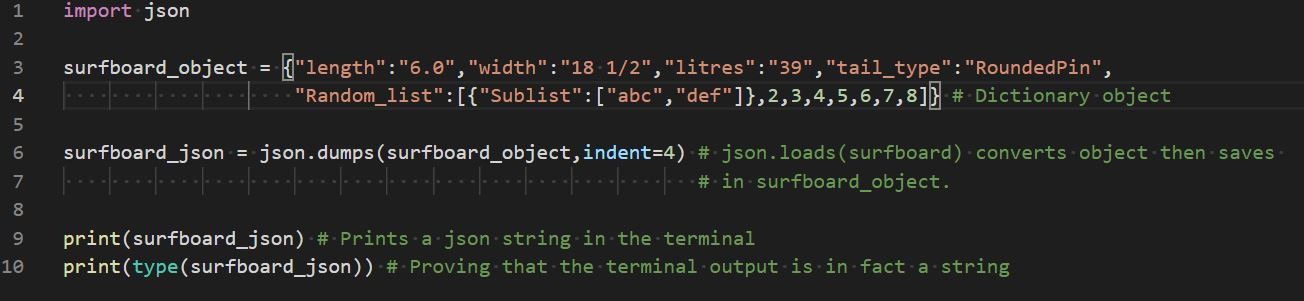 1 import json
2
3 surfboard_object = {"length":"6.0","width":"18 1/2","litres":"39","tail_type":"RoundedPin",
4 "Random_list":[{"Sublist":["abc","def"]},2,3,4,5,6,7,8]} # Dictionary object
5
6 surfboard_json = json.dumps(surfboard_object,indent=4) # json.loads(surfboard) converts object then saves
7 # in surfboard_object.
8
9 print(surfboard_json) # Prints a json string in the terminal
10 print(type(surfboard_json)) # Proving that the terminal output is in fact a string